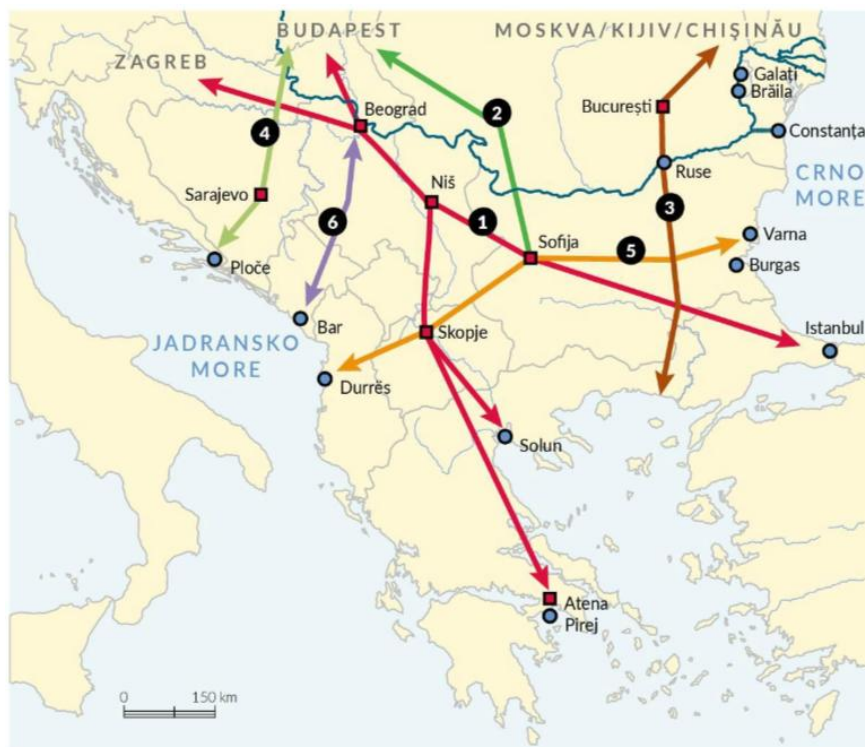 BUDAPEST
MOSKVA/KIJIV/CHIȘINĂU
ZAGREB
Galați
Brăila
București
Beograd
2
4
Constanța
Ruse
CRNO
MORE
Sarajevo
Niš
3
6
1
Varna
Sofija
5
Ploče
Burgas
Bar
Skopje
Istanbul
JADRANSKO
MORE
Durrës
Solun
Atena
Pirej
0 150 km